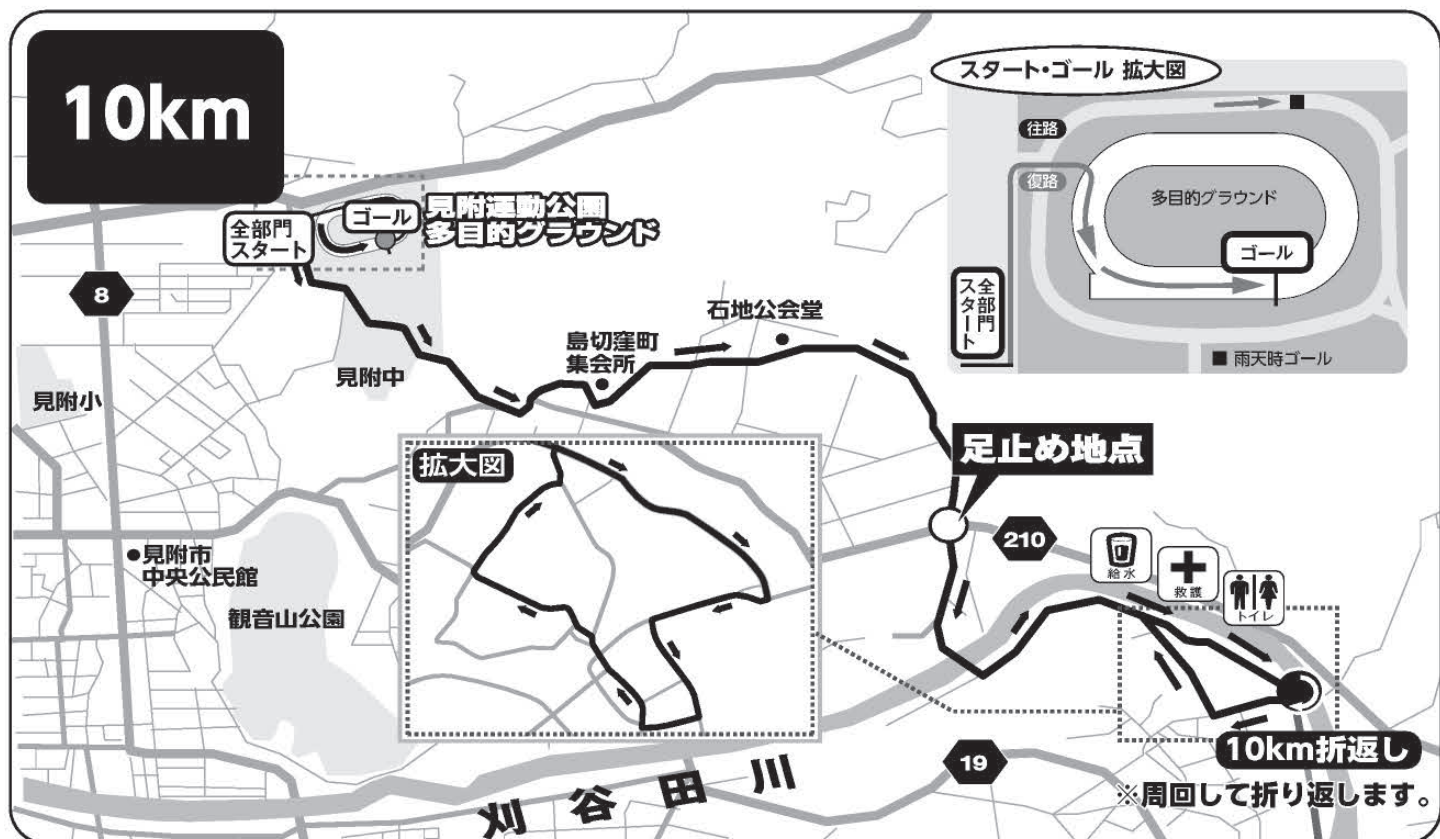 10km
スタート・ゴール 拡大図
往路
復路
多目的グラウンド
ゴール
全部門
スタート
■ 雨天時ゴール
全部門
スタート
ゴール
見附運動公園
多目的グラウンド
8
石地公会堂
島切窪町
集会所
見附中
見附小
足止め地点
拡大図
210
給水
救護
トイレ
●見附市
中央公民館
観音山公園
10km折返し
※周回して折り返します。
19
刈谷田川